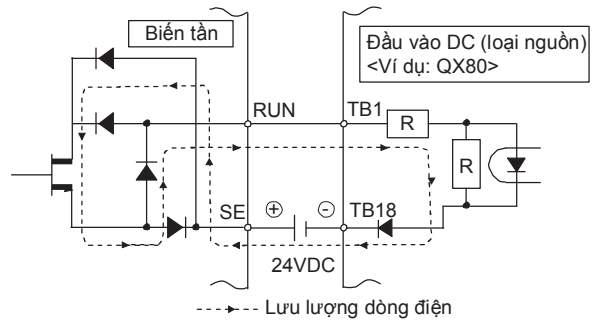 Biến tần
Đầu vào DC (loại nguồn)
<Ví dụ: QX80>
RUN
TB1
R
R
SE
⊕
⊖
TB18
24VDC
Lưu lượng dòng điện